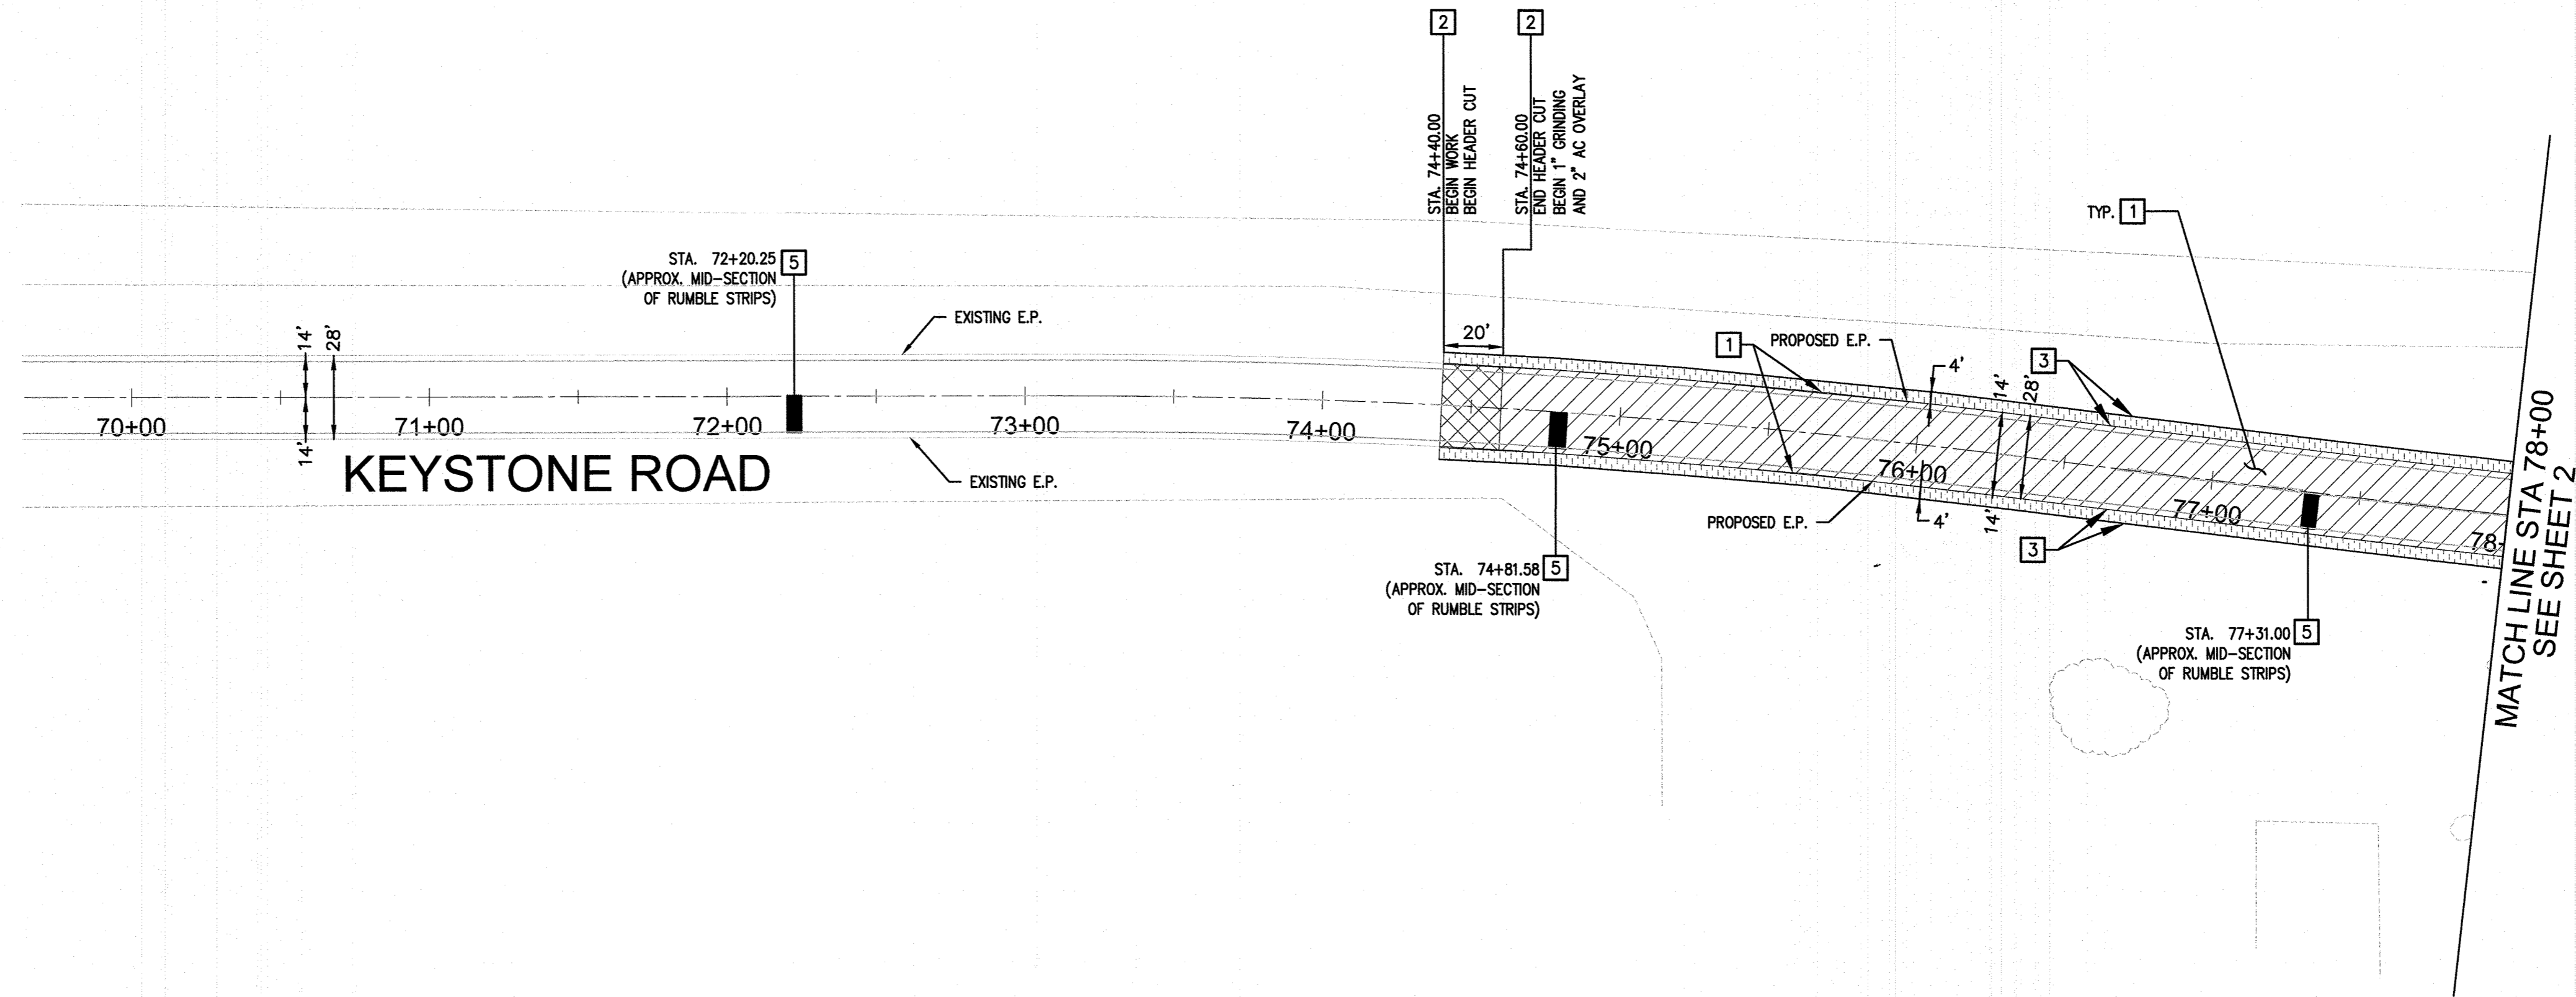 2
2
STA. 74+40.00
BEGIN WORK
BEGIN HEADER CUT
STA. 74+60.00
END HEADER CUT
BEGIN 1" GRINDING
AND 2" AC OVERLAY
TYP. 1
STA. 72+20.25 5
(APPROX. MID-SECTION
OF RUMBLE STRIPS)
EXISTING E.P.
14'
28'
14'
20'
1
PROPOSED E.P.
4'
14'
28'
3
70+00
71+00
72+00
73+00
74+00
75+00
76+00
77+00
78+
KEYSTONE ROAD
EXISTING E.P.
PROPOSED E.P.
4'
14'
3
STA. 74+81.58 5
(APPROX. MID-SECTION
OF RUMBLE STRIPS)
STA. 77+31.00 5
(APPROX. MID-SECTION
OF RUMBLE STRIPS)
MATCH LINE STA 78+00
SEE SHEET 2